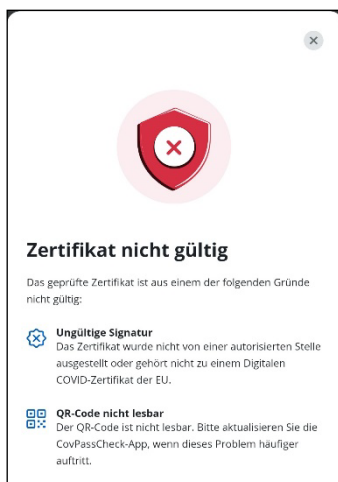 Zertifikat nicht gültig
Das geprüfte Zertifikat ist aus einem der folgenden Gründe
nicht gültig:
Ungültige Signatur
Das Zertifikat wurde nicht von einer autorisierten Stelle
ausgestellt oder gehört nicht zu einem Digitalen
COVID-Zertifikat der EU.
QR-Code nicht lesbar
Der QR-Code ist nicht lesbar. Bitte aktualisieren Sie die
CovPassCheck-App, wenn dieses Problem häufiger
auftritt.